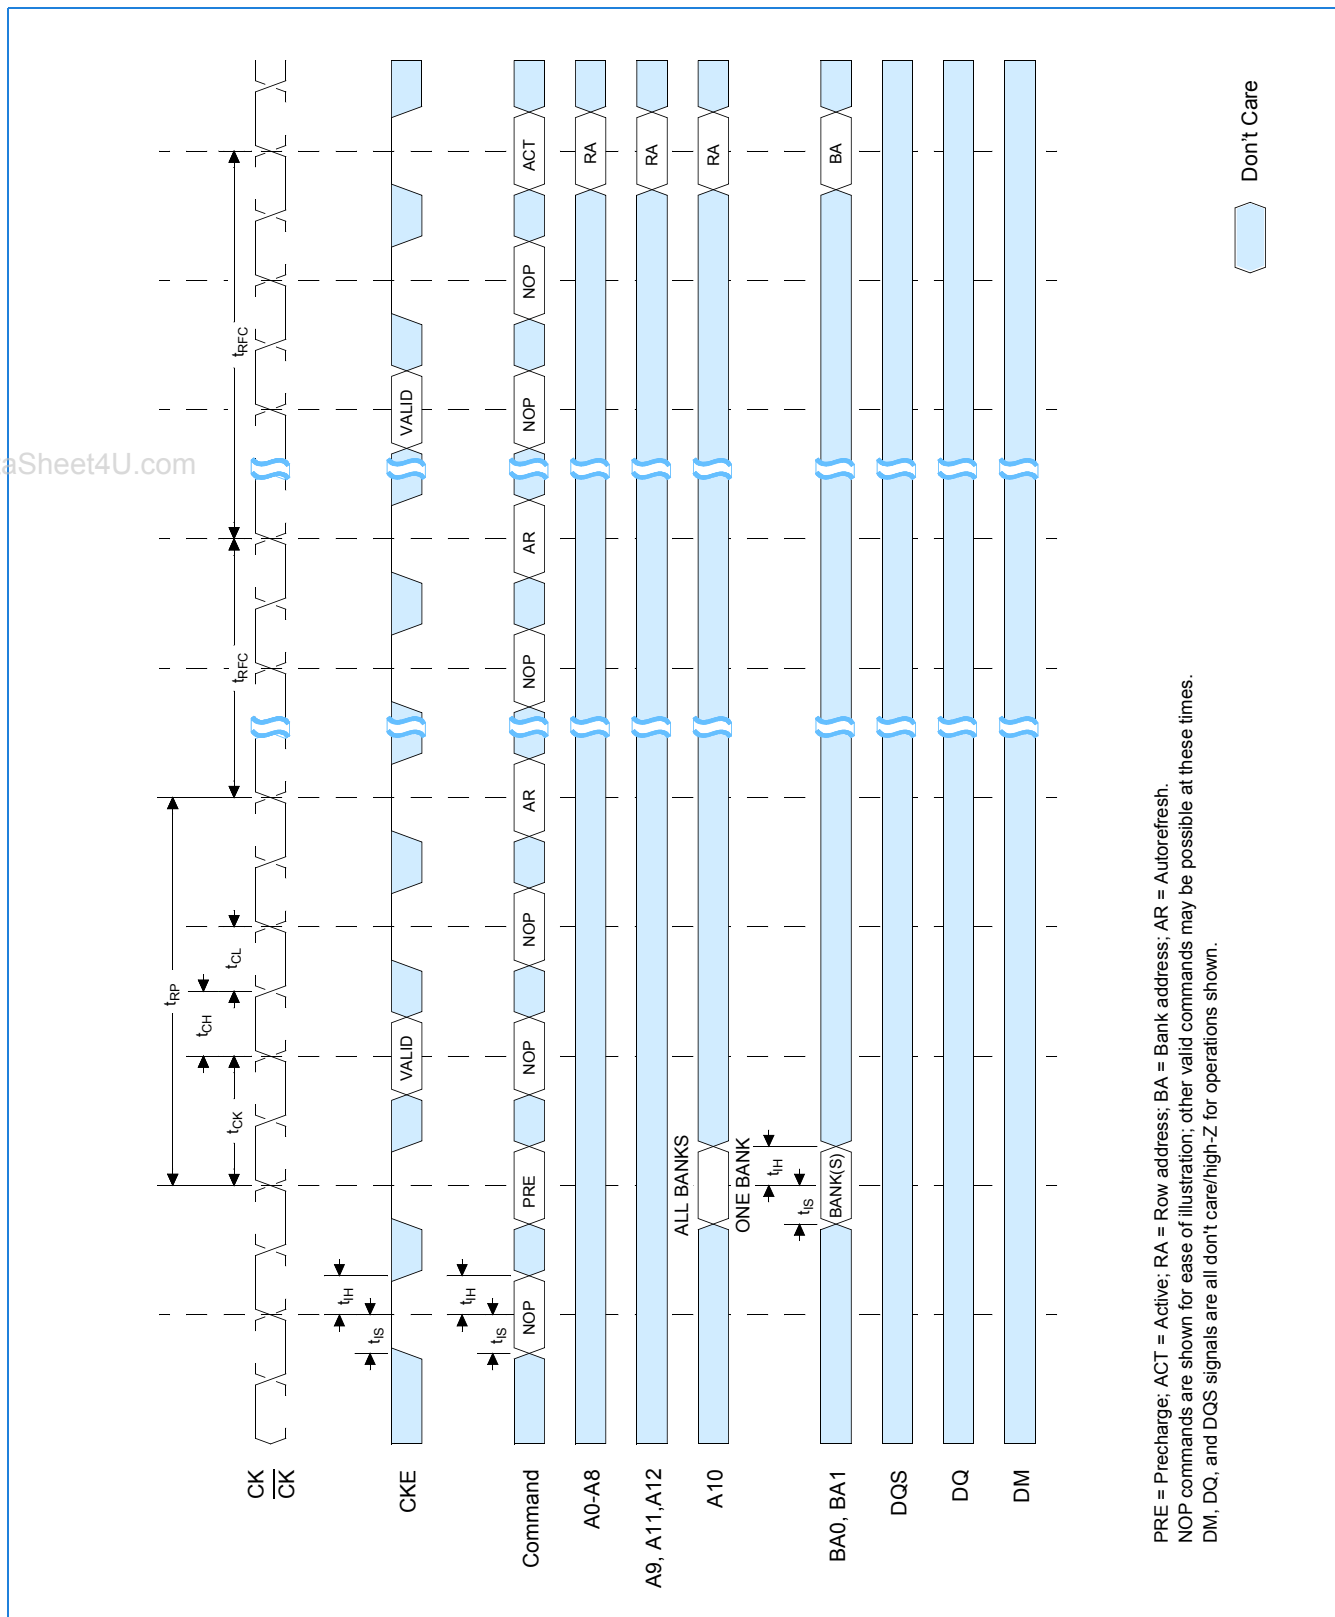 CK
CK
tRP
tCK
tCH
tCL
tRFC
tRFC
CKE
tIS
tIH
VALID
VALID
Command
tIS
tIH
NOP
PRE
NOP
NOP
AR
NOP
AR
NOP
NOP
ACT
A0-A8
RA
A9, A11,A12
RA
A10
ALL BANKS
ONE BANK
RA
BA0, BA1
tIS
tIH
BANK(S)
BA
DQS
DQ
DM
PRE = Precharge; ACT = Active; RA = Row address; BA = Bank address; AR = Autorefresh.
NOP commands are shown for ease of illustration; other valid commands may be possible at these times.
DM, DQ, and DQS signals are all don't care/high-Z for operations shown.
Don't Care
aSheet4U.com